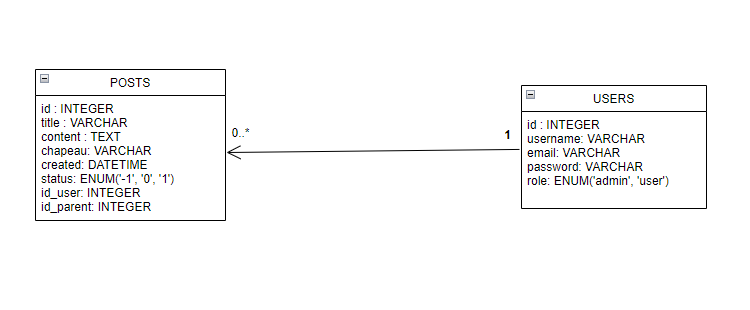 POSTS
id : INTEGER
title : VARCHAR
content : TEXT
chapeau: VARCHAR
created: DATETIME
status: ENUM('-1', '0', '1')
id_user: INTEGER
id_parent: INTEGER
0..*
1
USERS
id : INTEGER
username: VARCHAR
email: VARCHAR
password: VARCHAR
role: ENUM('admin', 'user')